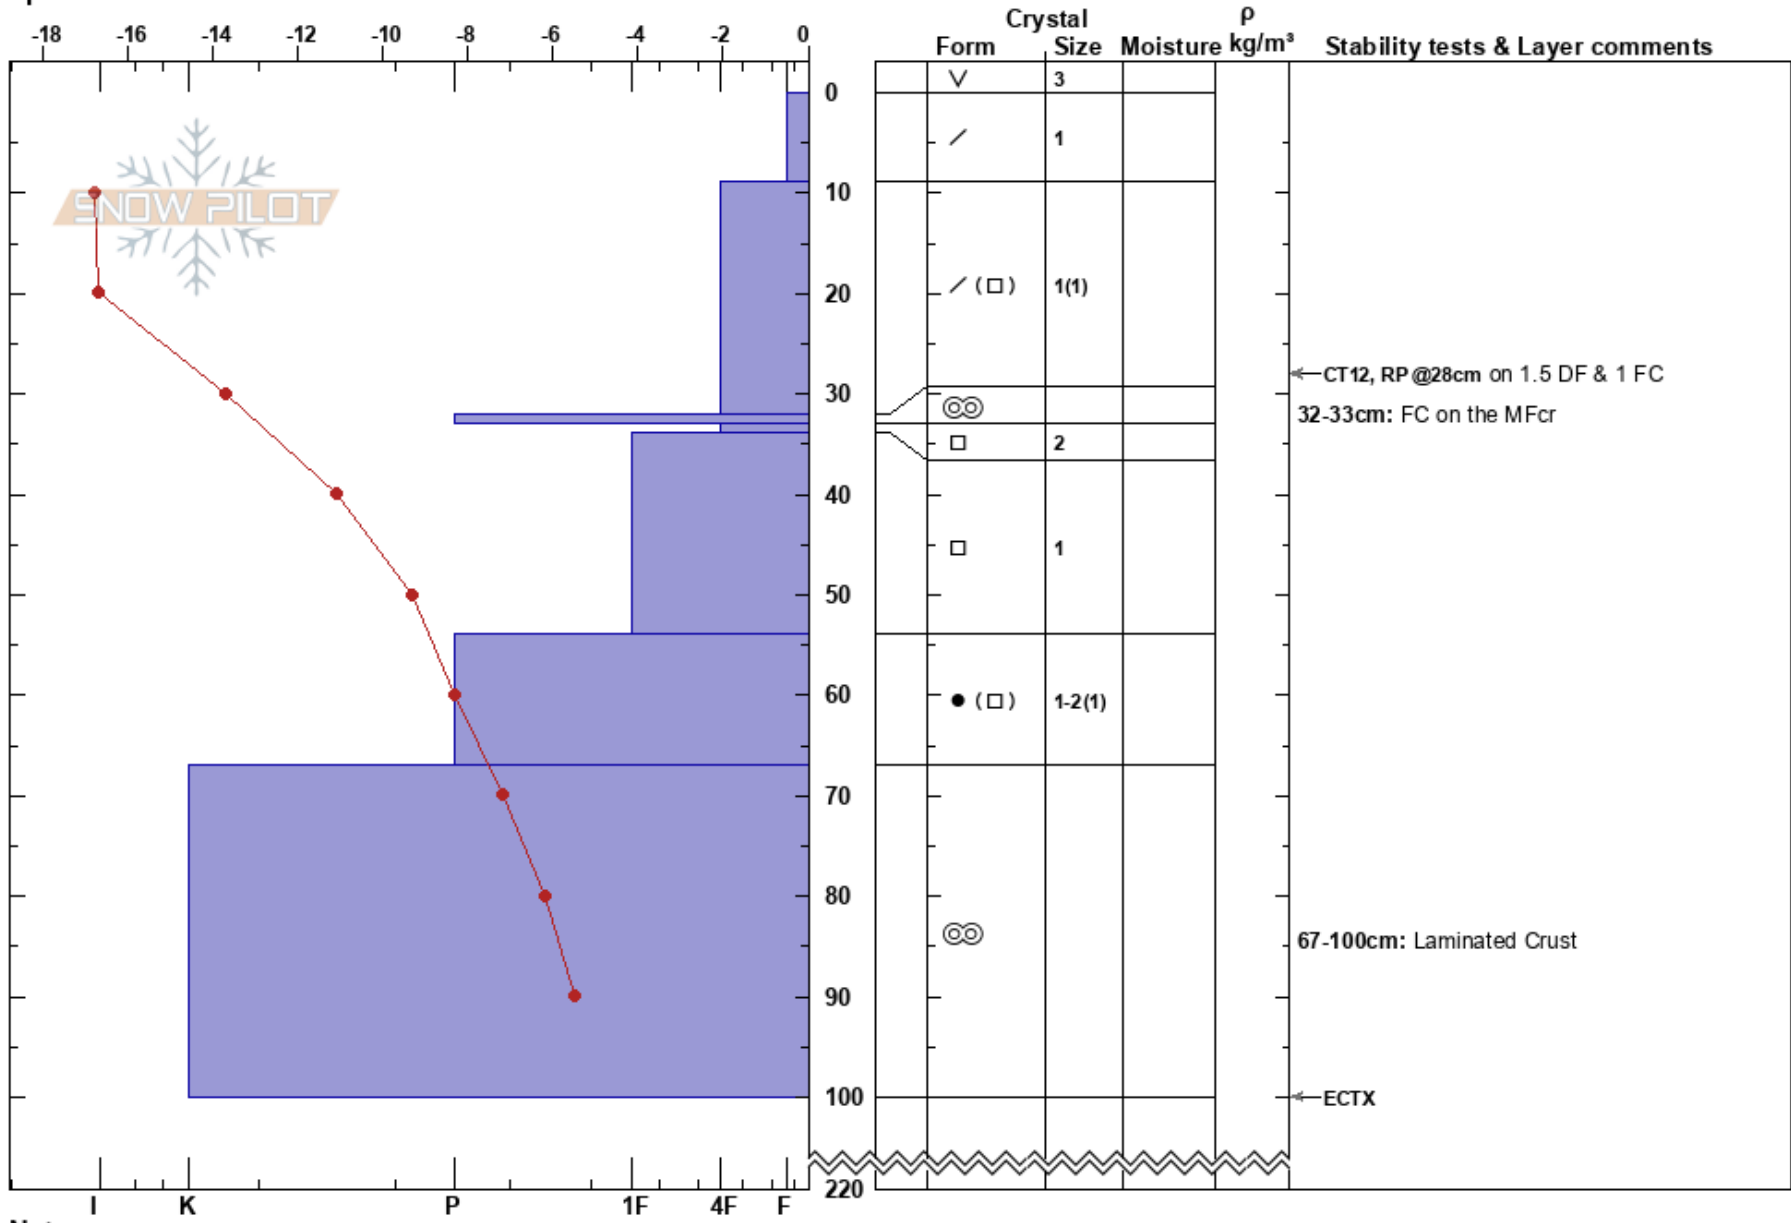 Crystal ρ
-18 -16 -14 -12 -10 -8 -6 -4 -2 0 Form Size Moisture kg/m³ Stability tests & Layer comments
3
0
1
SNOW PILOT
10
20
1(1)
CT12, RP @28cm on 1.5 DF & 1 FC
30
32-33cm: FC on the MFcr
2
40
1
50
60
1-2(1)
70
80
67-100cm: Laminated Crust
90
100
ECTX
220
I K P 1F 4F F